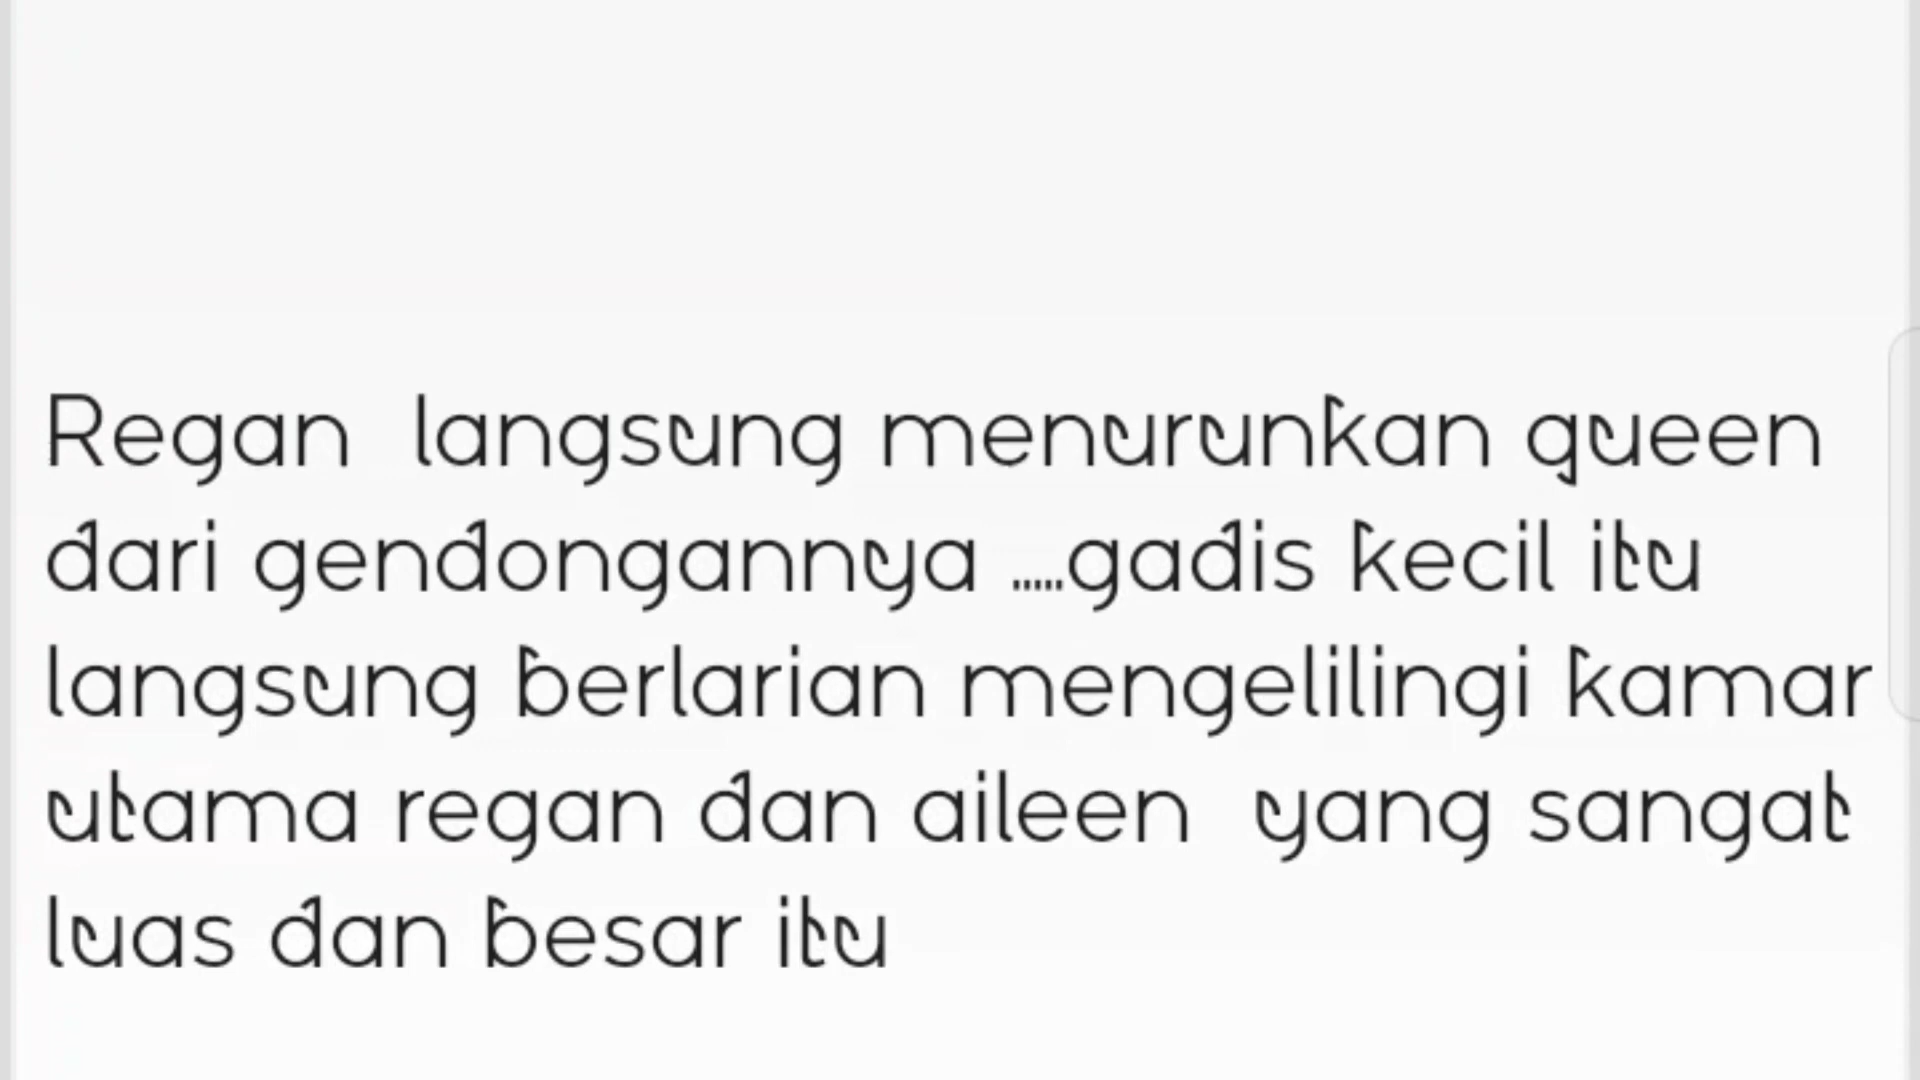 Regan  langsung menurunkan queen
dari gendongannya .....gadis kecil itu
langsung berlarian mengelilingi kamar
utama regan dan aileen  yang sangat
luas dan besar itu